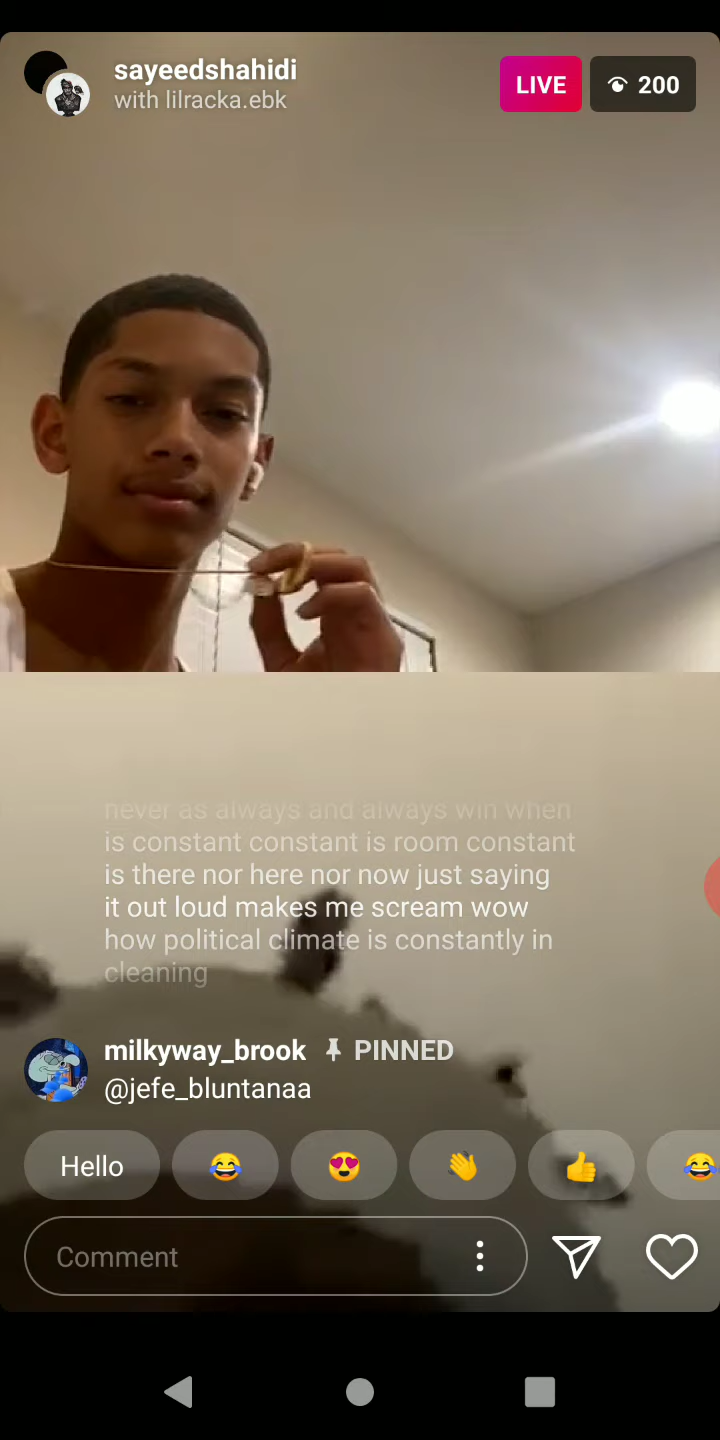 sayeedshahidi
with lilracka.ebk
LIVE
200
never as always and always win when
is constant constant is room constant
is there nor here nor now just saying
it out loud makes me scream wow
how political climate is constantly in
cleaning
milkyway_brook PINNED
@jefe_bluntanaa
Hello
Comment